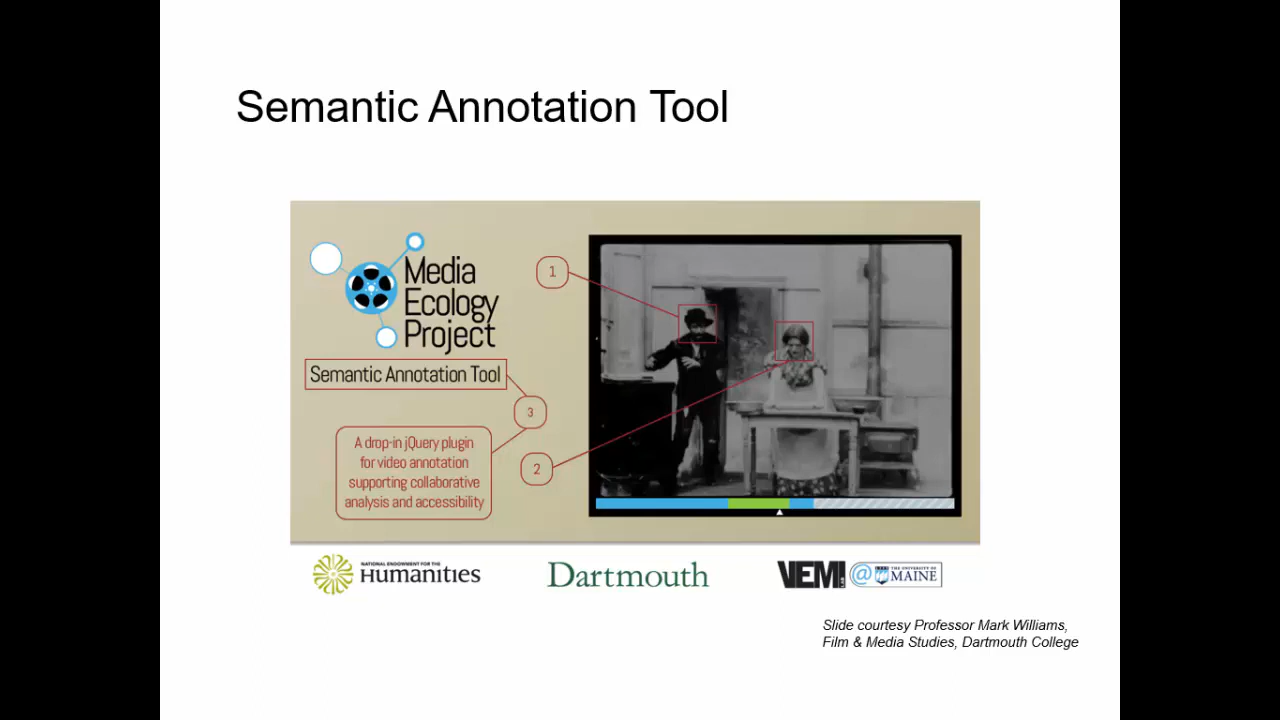 Semantic Annotation Tool
Media
Ecology
Project
Semantic Annotation Tool
A drop-in jQuery plugin
for video annotation
supporting collaborative
analysis and accessibility
1
2
3
NATIONAL ENDOWMENT FOR THE
Humanities
Dartmouth
VEMI LAB @ THE UNIVERSITY OF
MAINE
Slide courtesy Professor Mark Williams,
Film & Media Studies, Dartmouth College